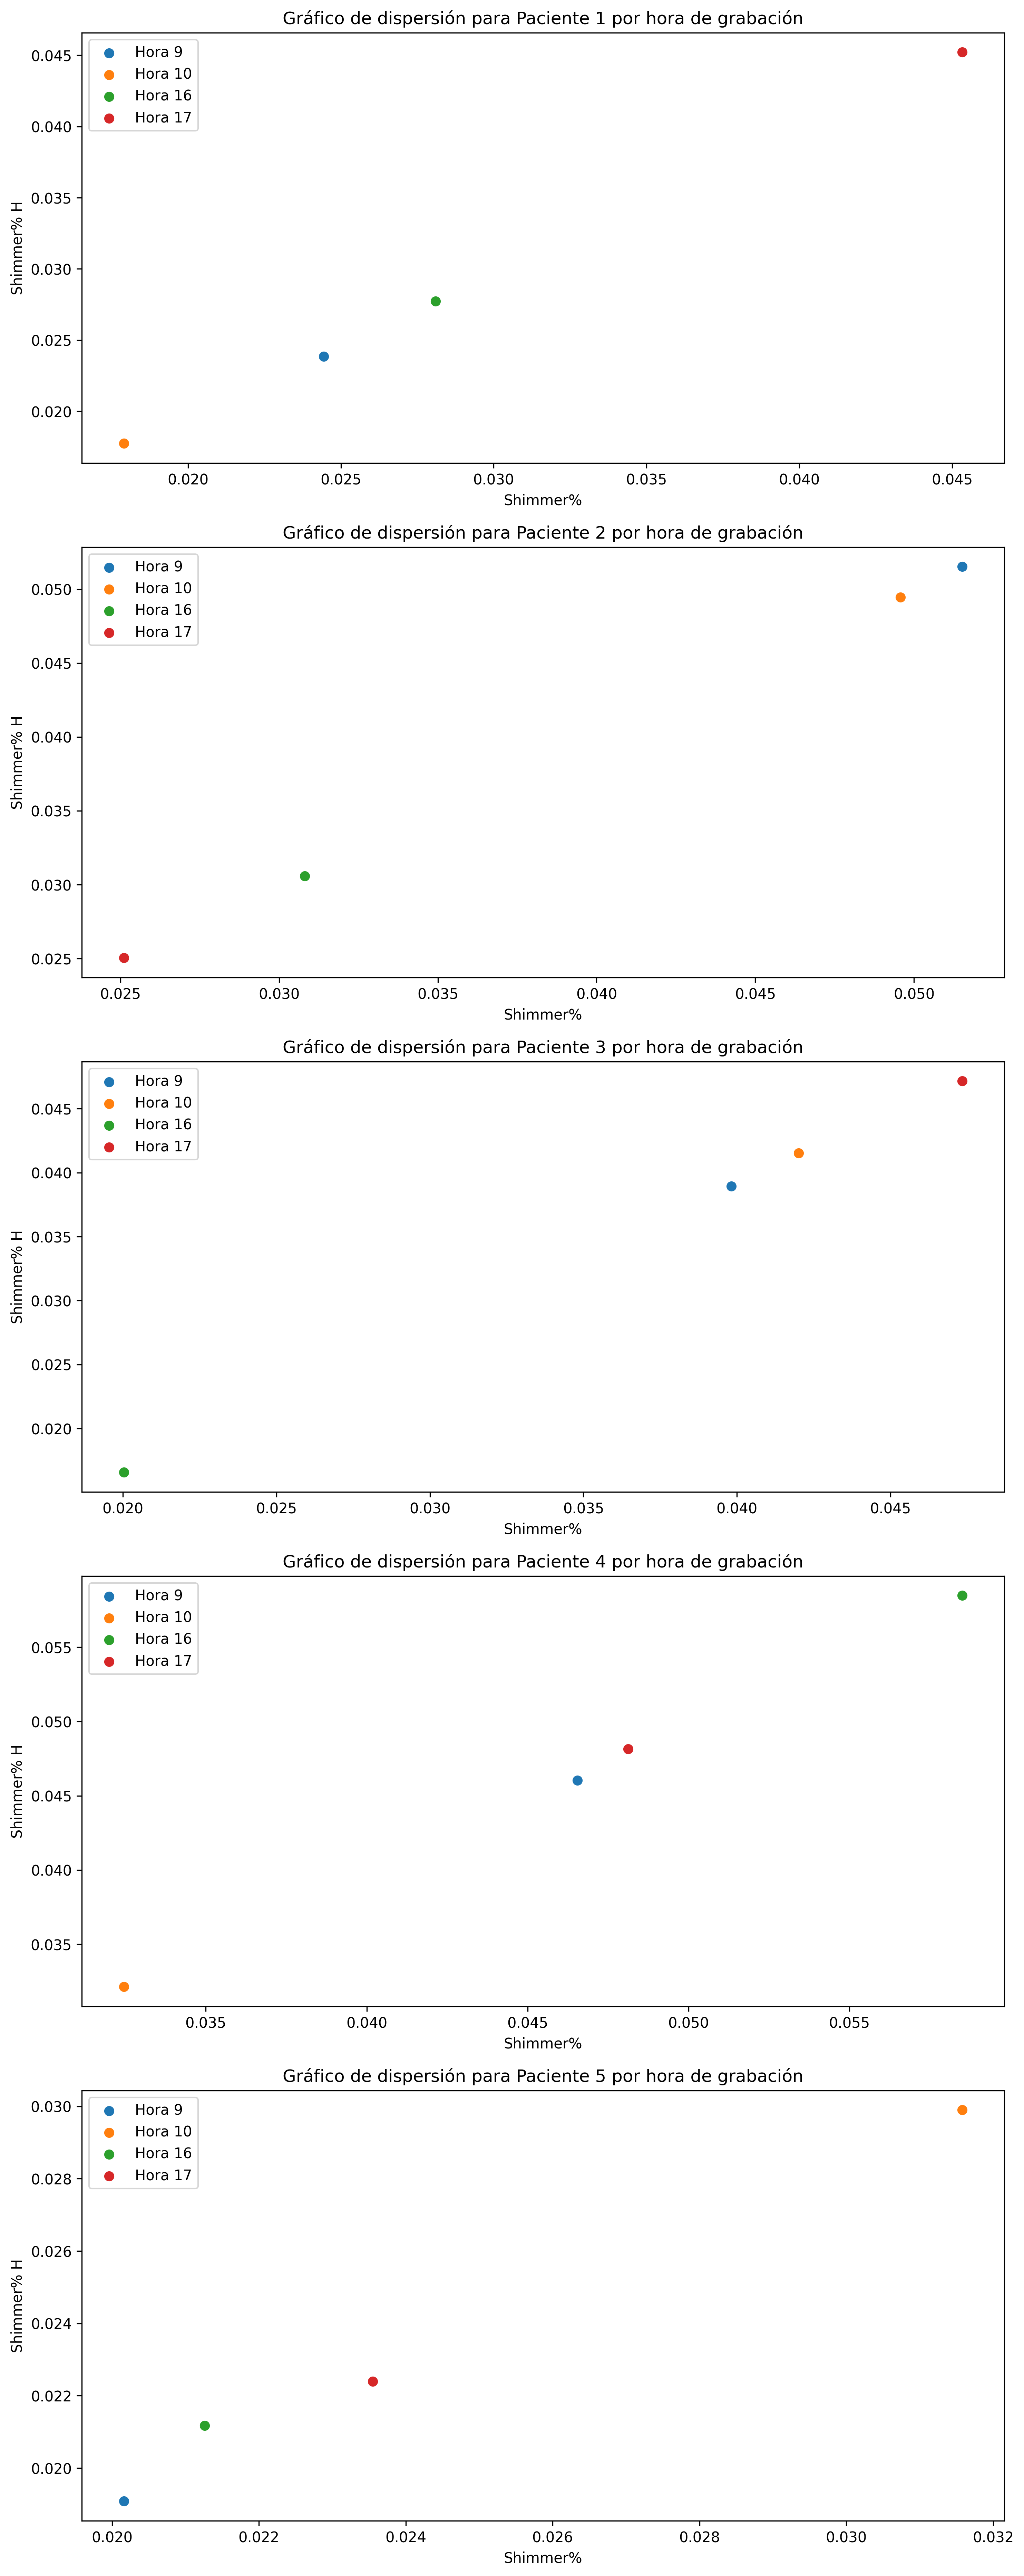 Gráfico de dispersión para Paciente 1 por hora de grabación
Hora 9
Hora 10
Hora 16
Hora 17
0.045
0.040
0.035
0.030
0.025
0.020
Shimmer% H
0.020 0.025 0.030 0.035 0.040 0.045
Shimmer%
Gráfico de dispersión para Paciente 2 por hora de grabación
Hora 9
Hora 10
Hora 16
Hora 17
0.050
0.045
0.040
0.035
0.030
0.025
Shimmer% H
0.025 0.030 0.035 0.040 0.045 0.050
Shimmer%
Gráfico de dispersión para Paciente 3 por hora de grabación
Hora 9
Hora 10
Hora 16
Hora 17
0.045
0.040
0.035
0.030
0.025
0.020
Shimmer% H
0.020 0.025 0.030 0.035 0.040 0.045
Shimmer%
Gráfico de dispersión para Paciente 4 por hora de grabación
Hora 9
Hora 10
Hora 16
Hora 17
0.055
0.050
0.045
0.040
0.035
Shimmer% H
0.035 0.040 0.045 0.050 0.055
Shimmer%
Gráfico de dispersión para Paciente 5 por hora de grabación
Hora 9
Hora 10
Hora 16
Hora 17
0.030
0.028
0.026
0.024
0.022
0.020
Shimmer% H
0.020 0.022 0.024 0.026 0.028 0.030 0.032
Shimmer%